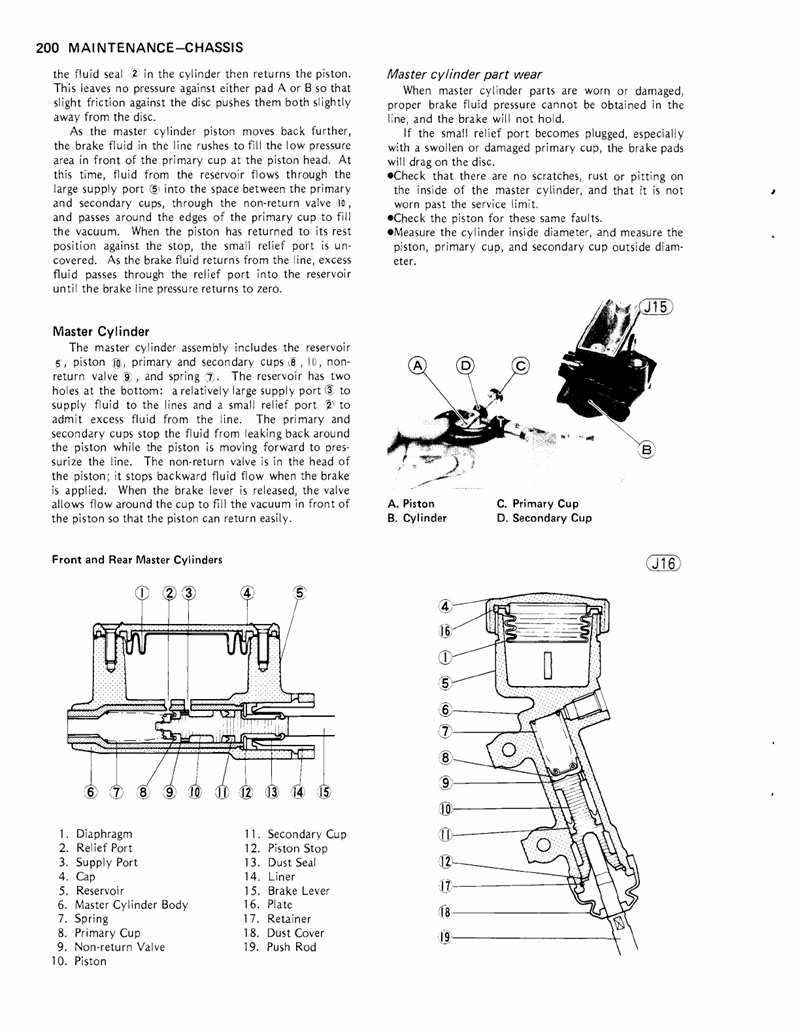 200 MAINTENANCE—CHASSIS
the fluid seal ② in the cylinder then returns the piston.
This leaves no pressure against either pad A or B so that
slight friction against the disc pushes them both slightly
away from the disc.
As the master cylinder piston moves back further,
the brake fluid in the line rushes to fill the low pressure
area in front of the primary cup at the piston head. At
this time, fluid from the reservoir flows through the
large supply port ⑤ into the space between the primary
and secondary cups, through the non-return valve ⑩,
and passes around the edges of the primary cup to fill
the vacuum. When the piston has returned to its rest
position against the stop, the small relief port is un-
covered. As the brake fluid returns from the line, excess
fluid passes through the relief port into the reservoir
until the brake line pressure returns to zero.
Master Cylinder
The master cylinder assembly includes the reservoir
⑤, piston ⑩, primary and secondary cups ⑧, ⑪, non-
return valve ⑨, and spring ⑦. The reservoir has two
holes at the bottom: a relatively large supply port ③ to
supply fluid to the lines and a small relief port ② to
admit excess fluid from the line. The primary and
secondary cups stop the fluid from leaking back around
the piston while the piston is moving forward to pres-
surize the line. The non-return valve is in the head of
the piston; it stops backward fluid flow when the brake
is applied. When the brake lever is released, the valve
allows flow around the cup to fill the vacuum in front of
the piston so that the piston can return easily.
Master cylinder part wear
When master cylinder parts are worn or damaged,
proper brake fluid pressure cannot be obtained in the
line, and the brake will not hold.
If the small relief port becomes plugged, especially
with a swollen or damaged primary cup, the brake pads
will drag on the disc.
●Check that there are no scratches, rust or pitting on
the inside of the master cylinder, and that it is not
worn past the service limit.
●Check the piston for these same faults.
●Measure the cylinder inside diameter, and measure the
piston, primary cup, and secondary cup outside diam-
eter.
J15
A D C
B
A. Piston C. Primary Cup
B. Cylinder D. Secondary Cup
Front and Rear Master Cylinders
J16
① ② ③ ④ ⑤
⑥ ⑦ ⑧ ⑨ ⑩ ⑪ ⑫ ⑬ ⑭ ⑮
④
⑯
①
⑤
⑥
⑦
⑧
⑨
⑩
⑪
⑫
⑰
⑱
⑲
1. Diaphragm
2. Relief Port
3. Supply Port
4. Cap
5. Reservoir
6. Master Cylinder Body
7. Spring
8. Primary Cup
9. Non-return Valve
10. Piston
11. Secondary Cup
12. Piston Stop
13. Dust Seal
14. Liner
15. Brake Lever
16. Plate
17. Retainer
18. Dust Cover
19. Push Rod